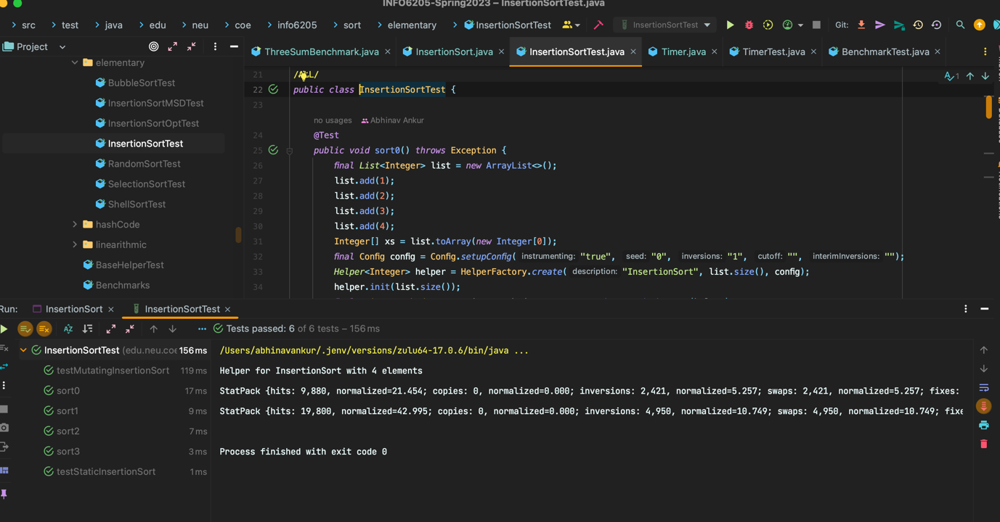 INFO6205-Spring2023 – InsertionSortTest.java
src test java edu neu coe info6205 sort elementary InsertionSortTest InsertionSortTest Git:
Project
ThreeSumBenchmark.java InsertionSort.java InsertionSortTest.java Timer.java TimerTest.java BenchmarkTest.java
elementary
BubbleSortTest
InsertionSortMSDTest
InsertionSortOptTest
InsertionSortTest
RandomSortTest
SelectionSortTest
ShellSortTest
hashCode
linearithmic
BaseHelperTest
Benchmarks
1
21
22 public class InsertionSortTest {
23
no usages Abhinav Ankur
24 @Test
25 public void sort0() throws Exception {
26 final List<Integer> list = new ArrayList<>();
27 list.add(1);
28 list.add(2);
29 list.add(3);
30 list.add(4);
31 Integer[] xs = list.toArray(new Integer[0]);
32 final Config config = Config.setupConfig( instrumenting: "true", seed: "0", inversions: "1", cutoff: "", interimInversions: "");
33 Helper<Integer> helper = HelperFactory.create( description: "InsertionSort", list.size(), config);
34 helper.init(list.size());
Run: InsertionSort InsertionSortTest
Tests passed: 6 of 6 tests – 156 ms
InsertionSortTest (edu.neu.coe 156 ms
testMutatingInsertionSort 119 ms
sort0 17 ms
sort1 9 ms
sort2 7 ms
sort3 3 ms
testStaticInsertionSort 1 ms
/Users/abhinavankur/.jenv/versions/zulu64-17.0.6/bin/java ...
Helper for InsertionSort with 4 elements
StatPack {hits: 9,880, normalized=21.454; copies: 0, normalized=0.000; inversions: 2,421, normalized=5.257; swaps: 2,421, normalized=5.257; fixes:
StatPack {hits: 19,800, normalized=42.995; copies: 0, normalized=0.000; inversions: 4,950, normalized=10.749; swaps: 4,950, normalized=10.749; fixe
Process finished with exit code 0